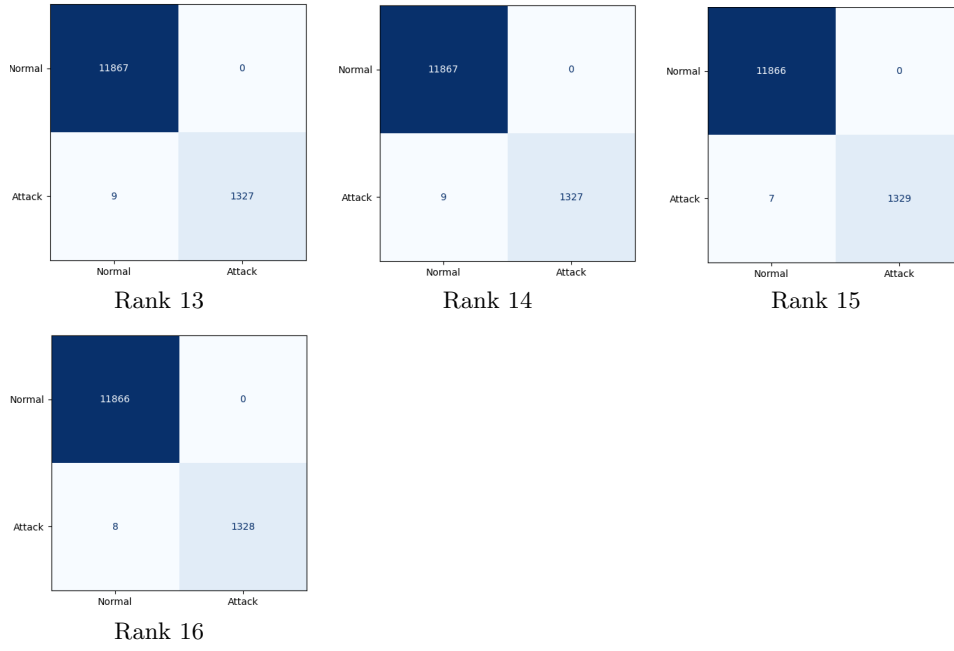 Normal
11867
0
Attack
9
1327
Normal
Attack
Rank 13
Normal
11867
0
Attack
9
1327
Normal
Attack
Rank 14
Normal
11866
0
Attack
7
1329
Normal
Attack
Rank 15
Normal
11866
0
Attack
8
1328
Normal
Attack
Rank 16